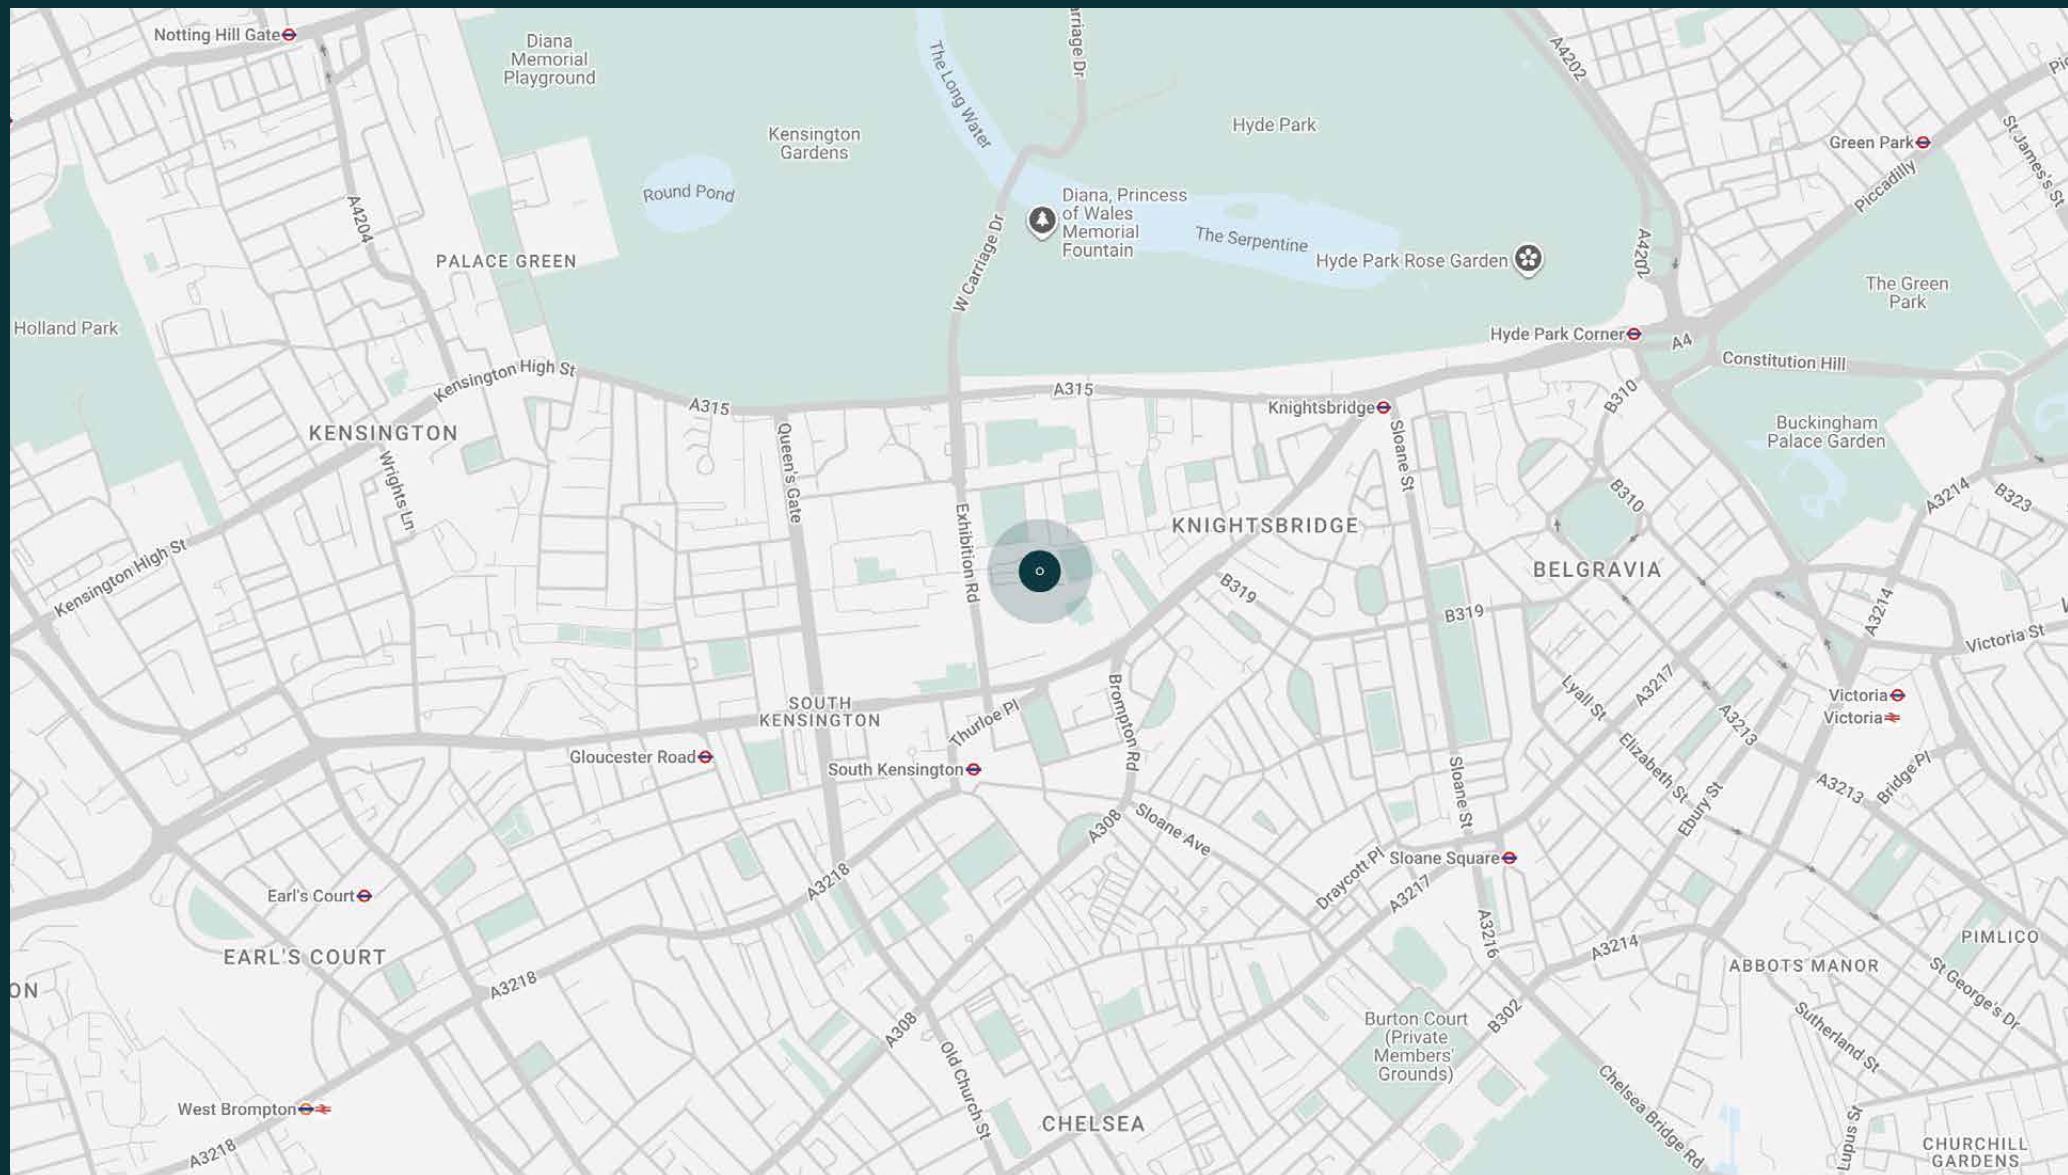 Notting Hill Gate
Diana
Memorial
Playground
The Long Water
Kensington
Gardens
Hyde Park
A4202
Green Park
Piccadilly
St James's St
Round Pond
A4204
Diana, Princess
of Wales
Memorial
Fountain
The Serpentine
Hyde Park Rose Garden
A4202
PALACE GREEN
W Carriage Dr
The Green
Park
Holland Park
Hyde Park Corner
A4
Constitution Hill
Kensington High St
A315
A315
Knightsbridge
B310
KENSINGTON
Buckingham
Palace Garden
Queen's Gate
Sloane St
Wrights Ln
B310
A3214
B323
Exhibition Rd
KNIGHTSBRIDGE
BELGRAVIA
Kensington High St
B319
B319
A3214
Victoria St
SOUTH
KENSINGTON
Thurloe Pl
Brompton Rd
Lyall St
A3217
Victoria
Victoria
A3213
Gloucester Road
South Kensington
Elizabeth St
Sloane St
Ebury St
A3213
Bridge Pl
A308
Sloane Ave
Draycott Pl
Sloane Square
A3217
A3218
Earl's Court
EARL'S COURT
A3216
A3214
PIMLICO
ABBOTS MANOR
St George's Dr
ON
A3218
A308
Burton Court
(Private
Members'
Grounds)
B302
Sutherland St
Old Church St
Chelsea Bridge Rd
West Brompton
A3218
CHELSEA
Lupus St
CHURCHILL
GARDENS